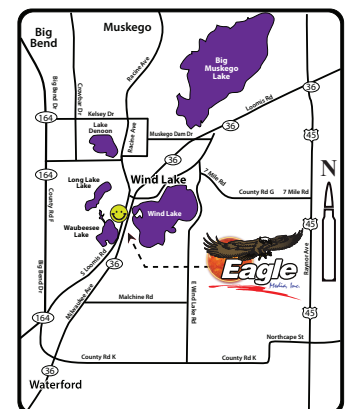 Big
Bend
Muskego
Big Bend Dr
Crowbar Dr
Racine Ave
Big
Muskego
Lake
36
Loomis Rd
164
Kelsey Dr
Lake
Denoon
Racine Ave
Muskego Dam Dr
36
45
36
164
Long Lake
Lake
Wind Lake
7 Mile Rd
County Rd G
7 Mile Rd
N
County Rd F
Waubeesee
Lake
Wind Lake
45
Eagle
Media, Inc.
Raynor Ave
S Loomis Rd
36
Big Bend Dr
Milwaukee Ave
Malchine Rd
E Wind Lake Rd
45
164
Northcape St
County Rd K
County Rd K
36
Waterford